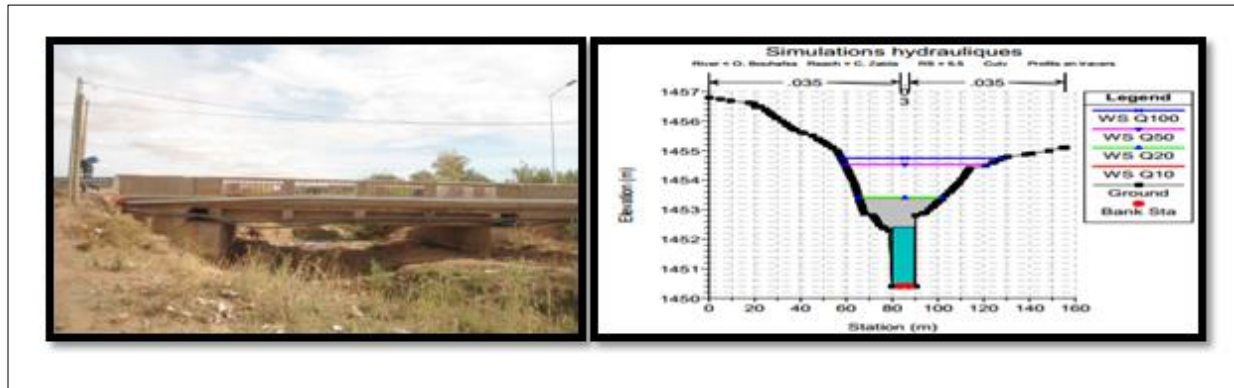 Simulations hydrauliques
River = O. Bouhafss Reach = C. Zabia RS = 5.5 Culv Profils en travers
.035
.035
Legend
WS Q100
WS Q50
WS Q20
WS Q10
Ground
Bank Sta
1457
1456
1455
1454
1453
1452
1451
1450
Elevation (m)
0 20 40 60 80 100 120 140 160
Station (m)